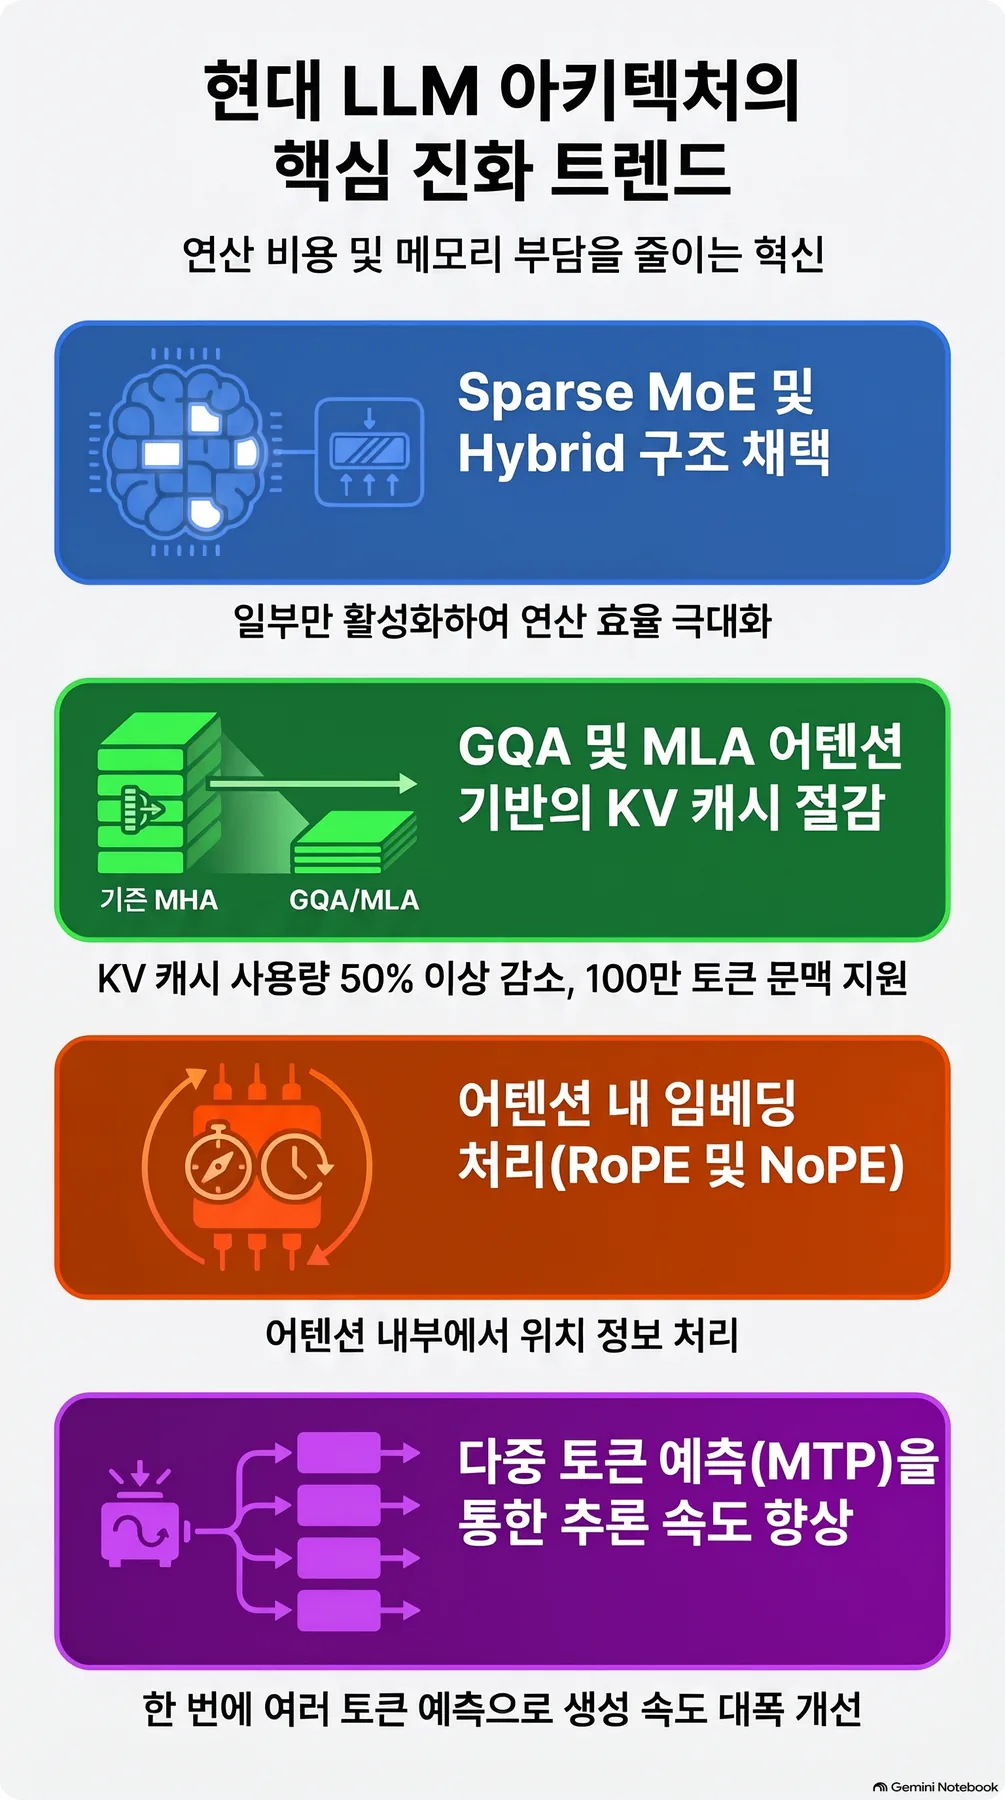 현대 LLM 아키텍처의
핵심 진화 트렌드
연산 비용 및 메모리 부담을 줄이는 혁신
Sparse MoE 및
Hybrid 구조 채택
일부만 활성화하여 연산 효율 극대화
GQA 및 MLA 어텐션
기반의 KV 캐시 절감
기즌 MHA
GQA/MLA
KV 캐시 사용량 50% 이상 감소, 100만 토큰 문맥 지원
어텐션 내 임베딩
처리(RoPE 및 NoPE)
어텐션 내부에서 위치 정보 처리
다중 토큰 예측(MTP)을
통한 추론 속도 향상
한 번에 여러 토큰 예측으로 생성 속도 대폭 개선
Gemini Notebook